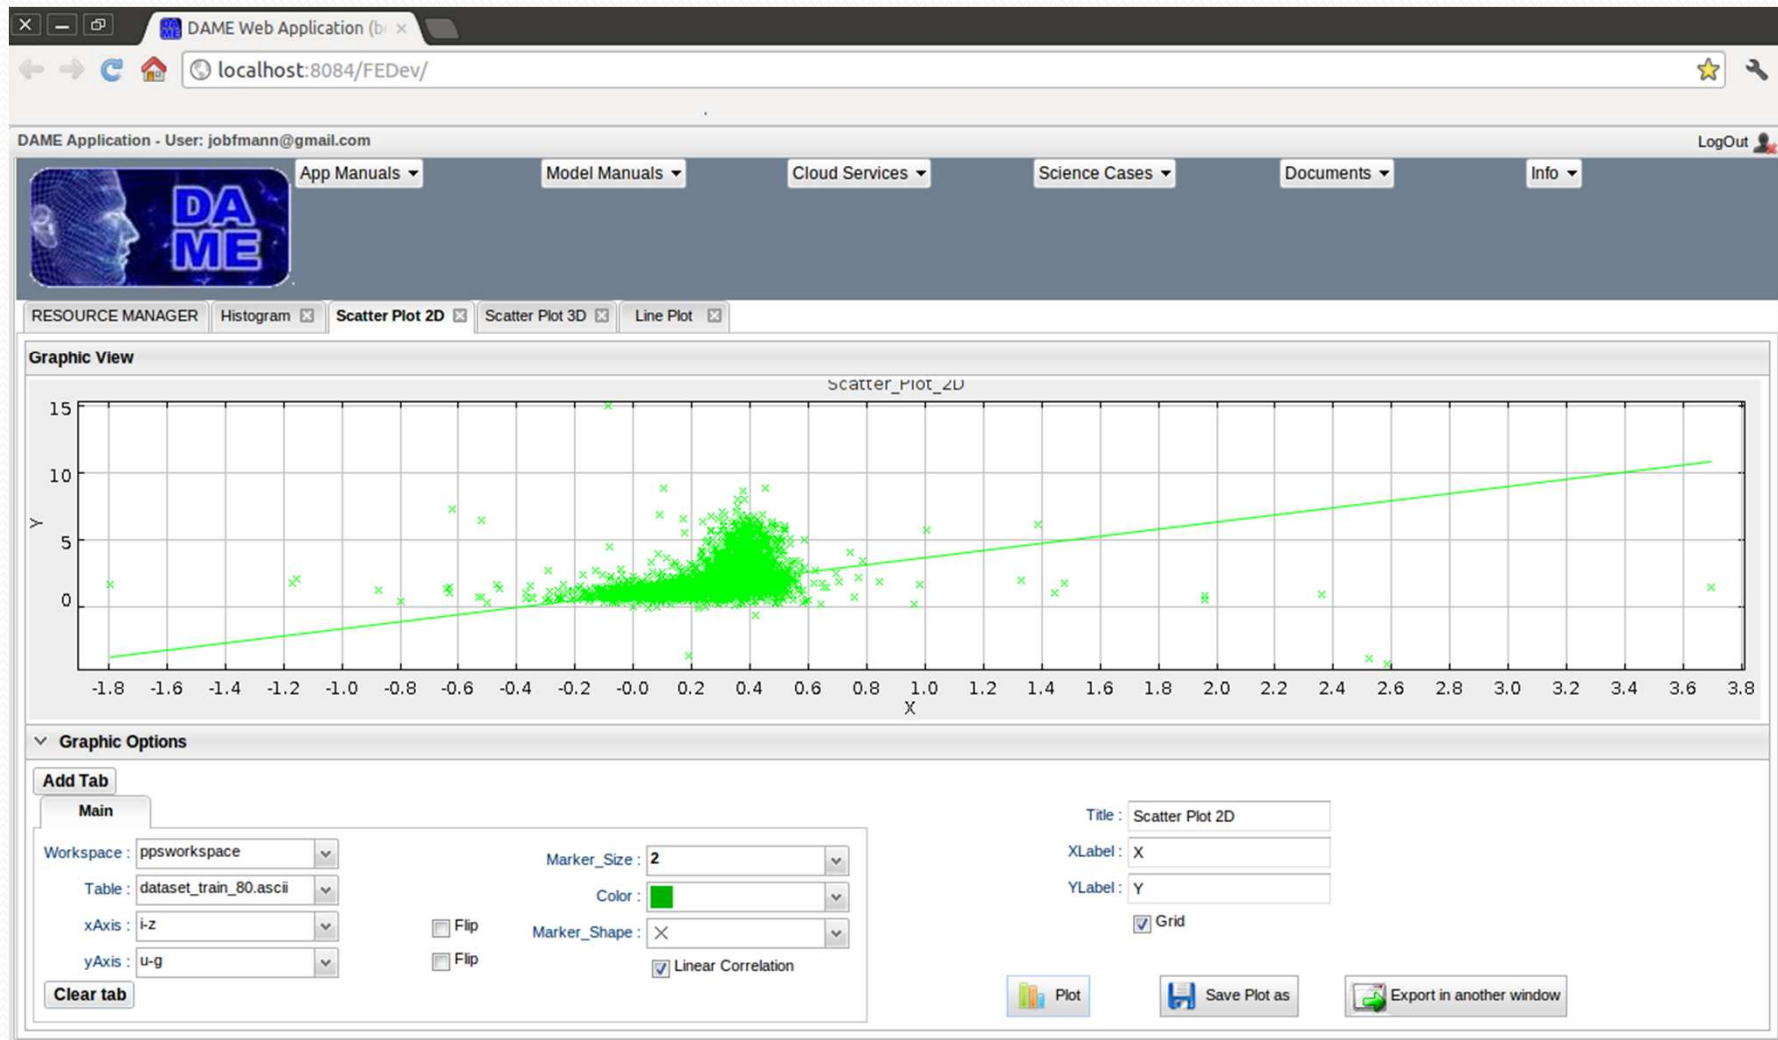 DAME Web Application (b
localhost:8084/FEDev/
DAME Application - User: jobfmann@gmail.com LogOut
App Manuals Model Manuals Cloud Services Science Cases Documents Info
DA
ME
RESOURCE MANAGER Histogram Scatter Plot 2D Scatter Plot 3D Line Plot
Graphic View
Scatter_Plot_2D
15
10
Y
5
0
-1.8 -1.6 -1.4 -1.2 -1.0 -0.8 -0.6 -0.4 -0.2 -0.0 0.2 0.4 0.6 0.8 1.0 1.2 1.4 1.6 1.8 2.0 2.2 2.4 2.6 2.8 3.0 3.2 3.4 3.6 3.8
X
Graphic Options
Add Tab
Main
Workspace : ppsworkspace
Table : dataset_train_80.ascii
xAxis : i-z Flip
yAxis : u-g Flip
Clear tab
Marker_Size : 2
Color :
Marker_Shape :
Linear Correlation
Title : Scatter Plot 2D
XLabel : X
YLabel : Y
Grid
Plot Save Plot as Export in another window